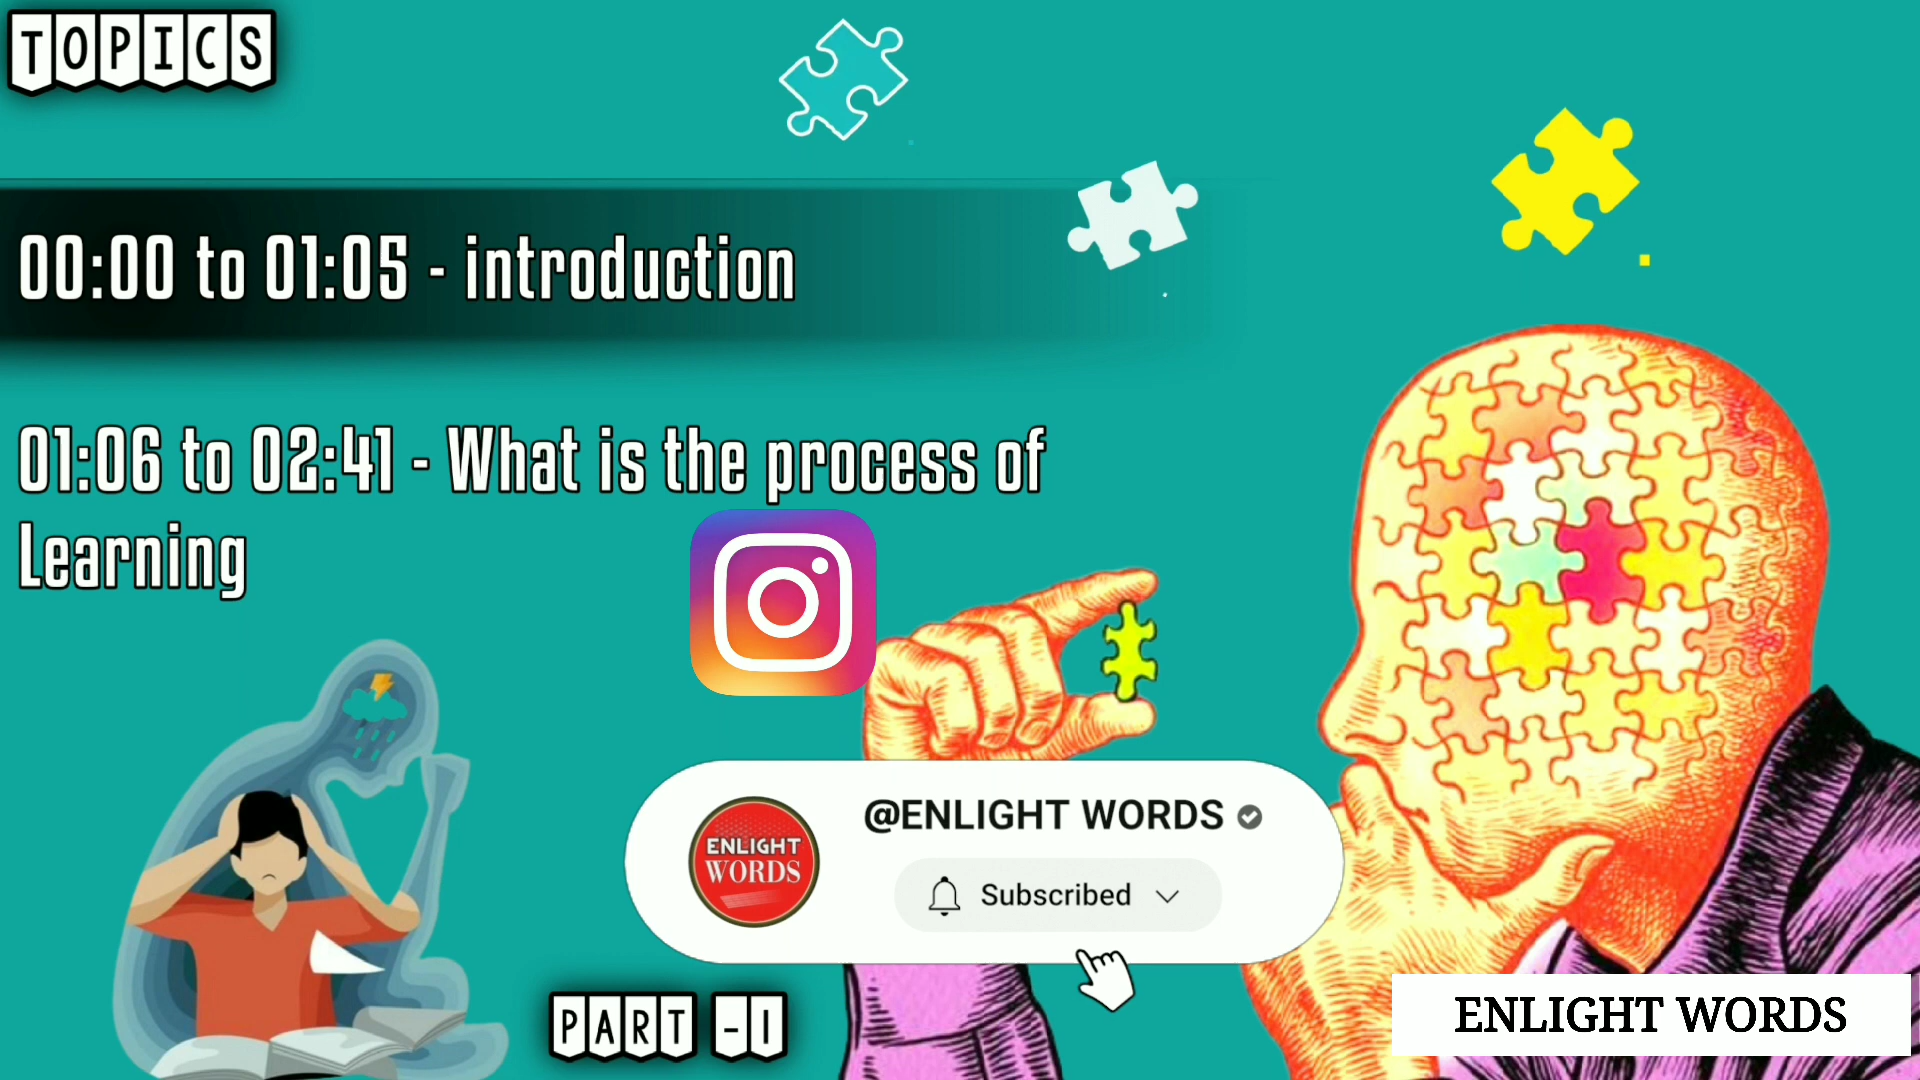 TOPICS
00:00 to 01:05 - introduction
01:06 to 02:41 - What is the process of
Learning
@ENLIGHT WORDS
ENLIGHT
WORDS
Subscribed
PART -1
ENLIGHT WORDS